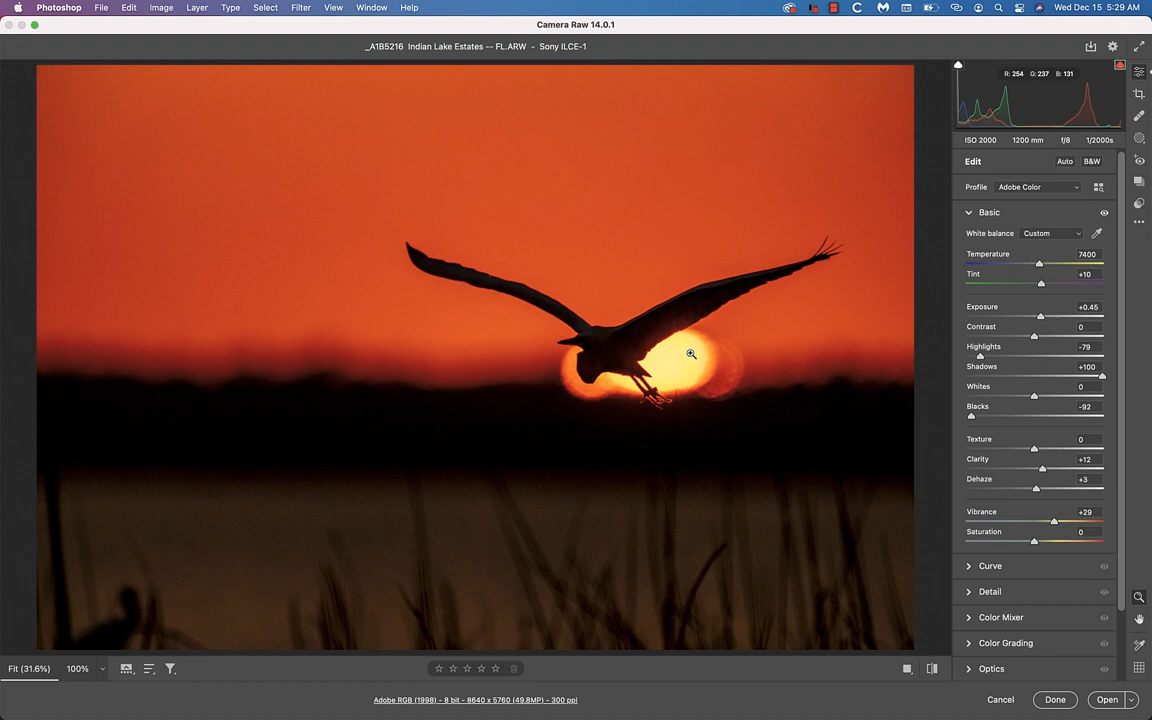 Photoshop File Edit Image Layer Type Select Filter View Window Help Wed Dec 15 5:29 AM
Camera Raw 14.0.1
_A1B5216 Indian Lake Estates -- FL.ARW - Sony ILCE-1
R: 254 G: 237 B: 131
ISO 2000 1200 mm f/8 1/2000s
Edit Auto B&W
Profile Adobe Color
Basic
White balance Custom
Temperature 7400
Tint +10
Exposure +0.45
Contrast 0
Highlights -79
Shadows +100
Whites 0
Blacks -92
Texture 0
Clarity +12
Dehaze +3
Vibrance +29
Saturation 0
Curve
Detail
Color Mixer
Color Grading
Optics
Fit (31.6%) 100%
Adobe RGB (1998) - 8 bit - 8640 x 5760 (49.8MP) - 300 ppi
Cancel Done Open